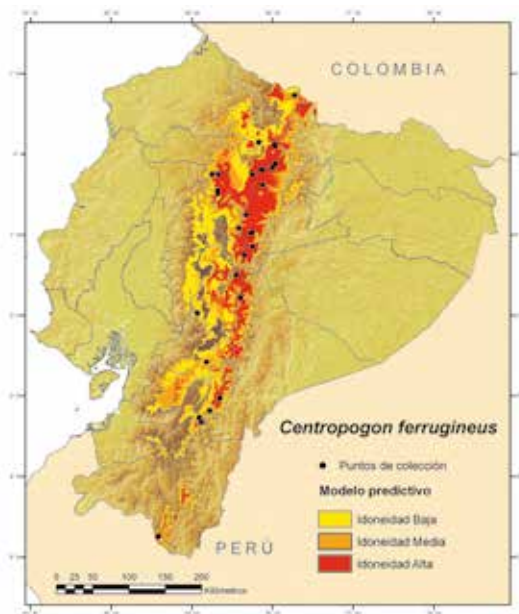 COLOMBIA
Centropogon ferrugineus
Puntos de colección
Modelo predictivo
Idoneidad Baja
Idoneidad Media
Idoneidad Alta
PERÚ
0 25 50 100 150 200
Kilómetros